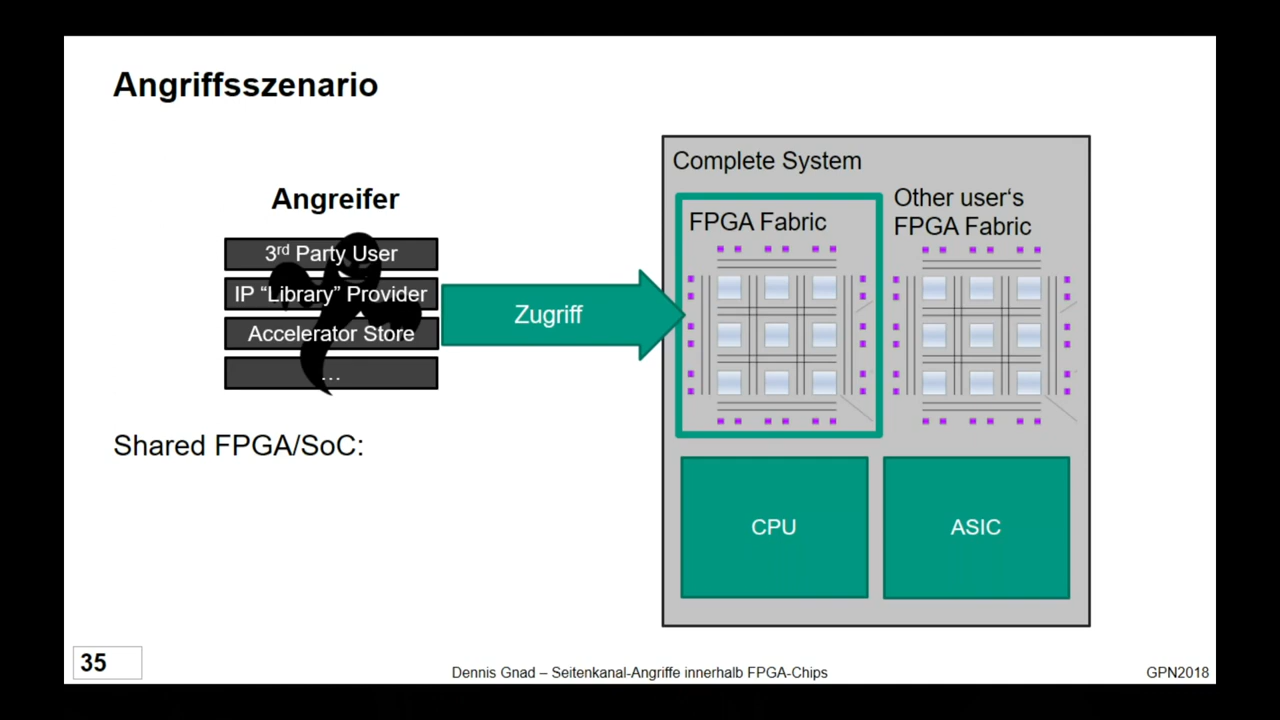 Angriffsszenario
Angreifer
3rd Party User
IP “Library” Provider
Accelerator Store
…
Shared FPGA/SoC:
Zugriff
Complete System
FPGA Fabric
Other user‘s
FPGA Fabric
CPU
ASIC
35
Dennis Gnad – Seitenkanal-Angriffe innerhalb FPGA-Chips
GPN2018